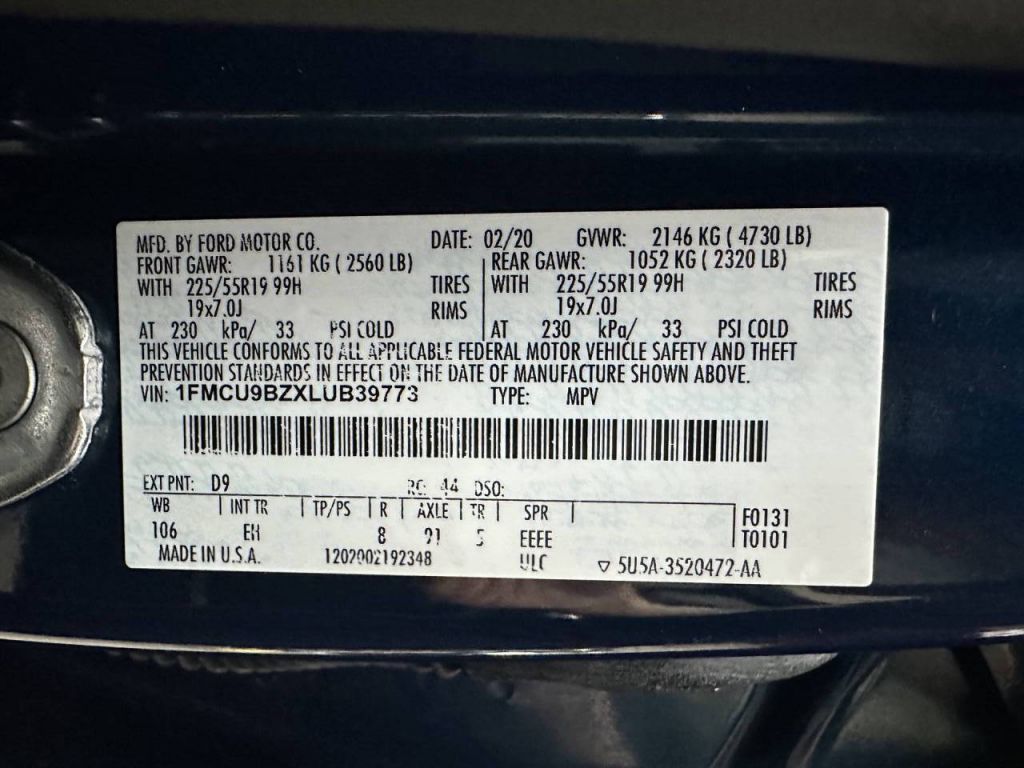 MFD. BY FORD MOTOR CO. DATE: 02/20 GVWR: 2146 KG ( 4730 LB)
FRONT GAWR: 1161 KG ( 2560 LB) REAR GAWR: 1052 KG ( 2320 LB)
WITH 225/55R19 99H TIRES WITH 225/55R19 99H TIRES
19x7.0J RIMS 19x7.0J RIMS
AT 230 kPa/ 33 PSI COLD AT 230 kPa/ 33 PSI COLD
THIS VEHICLE CONFORMS TO ALL APPLICABLE FEDERAL MOTOR VEHICLE SAFETY AND THEFT
PREVENTION STANDARDS IN EFFECT ON THE DATE OF MANUFACTURE SHOWN ABOVE.
VIN: 1FMCU9BZXLUB39773 TYPE: MPV
EXT PNT: D9 RC: 44 DSO:
WB INT TR TP/PS R AXLE TR SPR
F0131
106 EH 8 5 EEEE
T0101
MADE IN U.S.A. 1202002192348 ULC ▽ 5U5A-3520472-AA